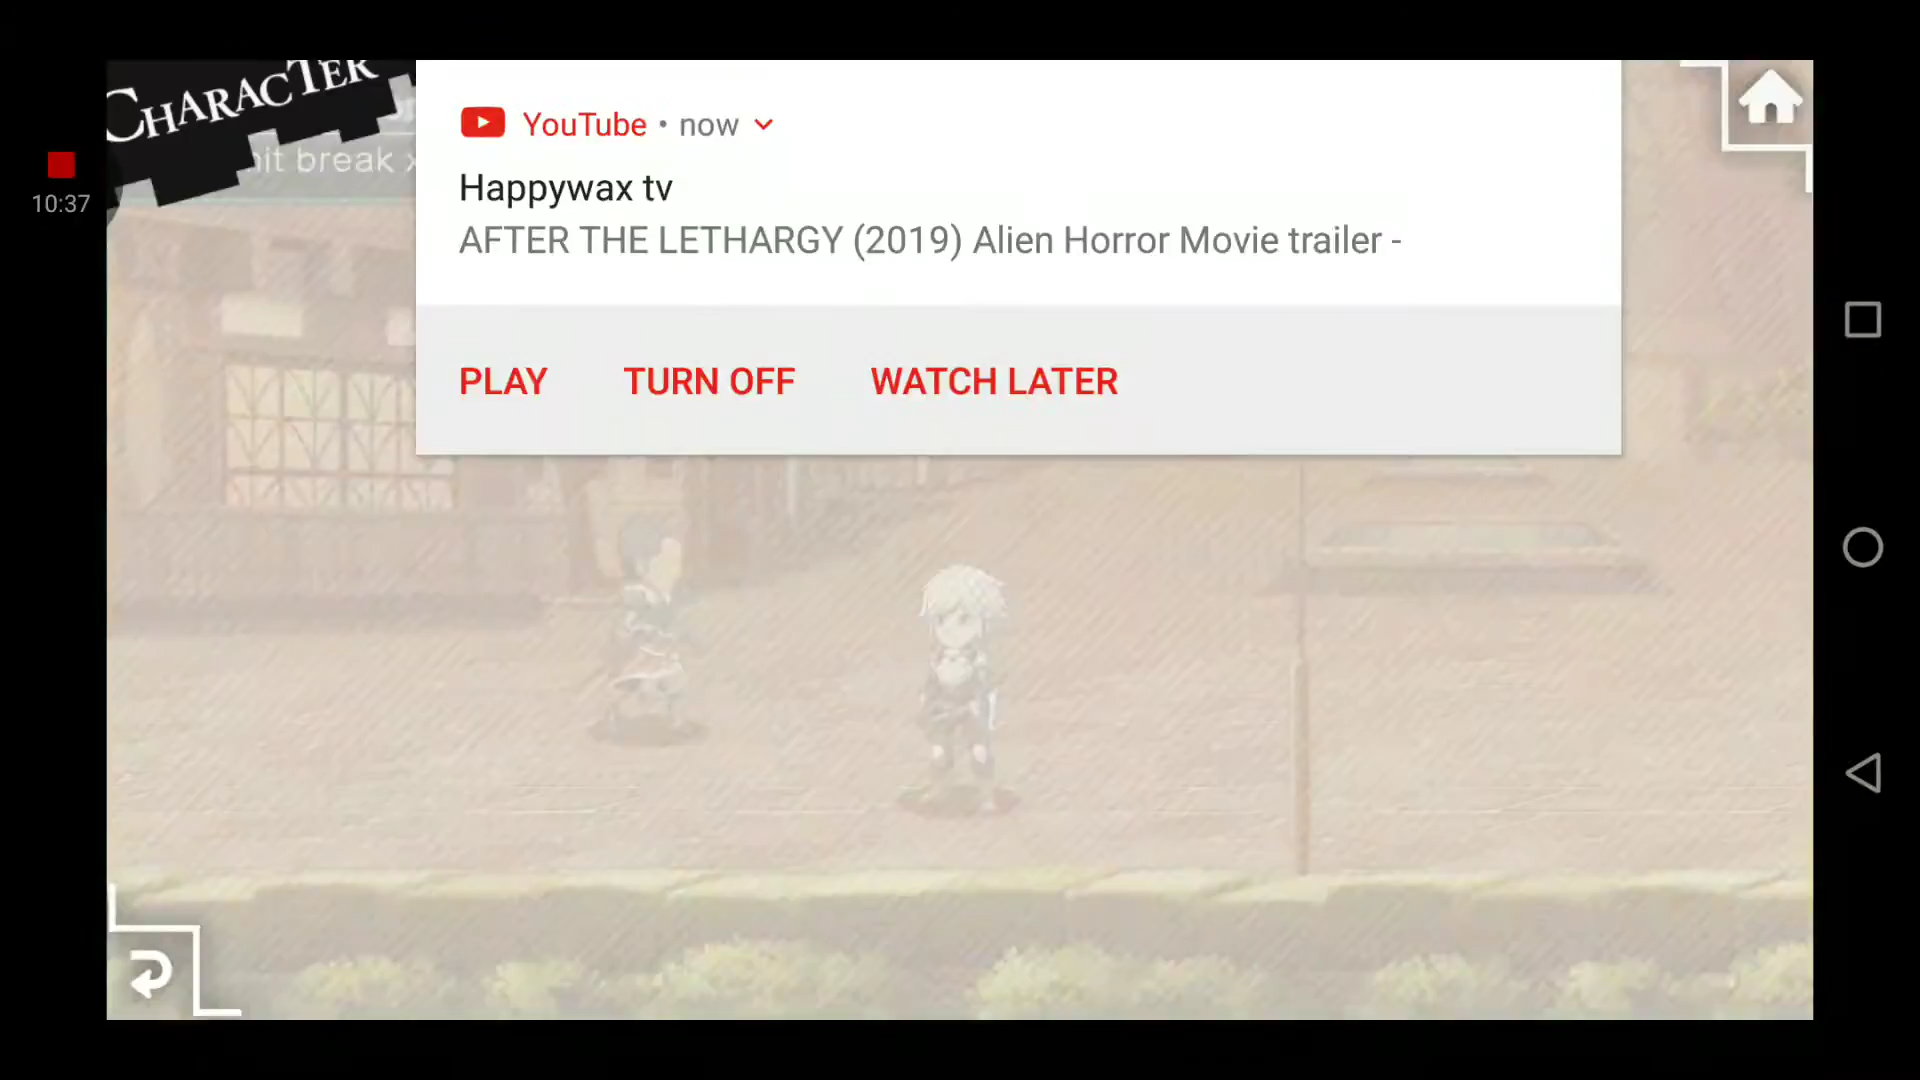 CHARACTER
YouTube • now
break
10:37
Happywax tv
AFTER THE LETHARGY (2019) Alien Horror Movie trailer -
PLAY TURN OFF WATCH LATER